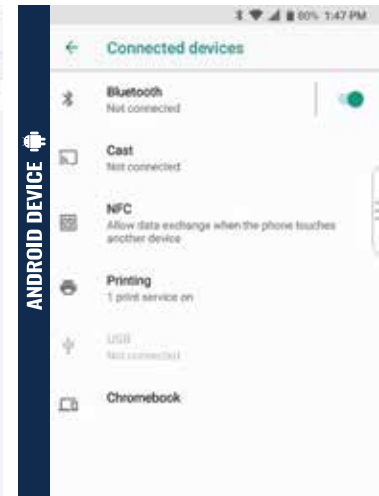 ANDROID DEVICE
80% 1:47 PM
Connected devices
Bluetooth
Not connected
Cast
Not connected
NFC
Allow data exchange when the phone touches
another device
Printing
1 print service on
USB
Not connected
Chromebook